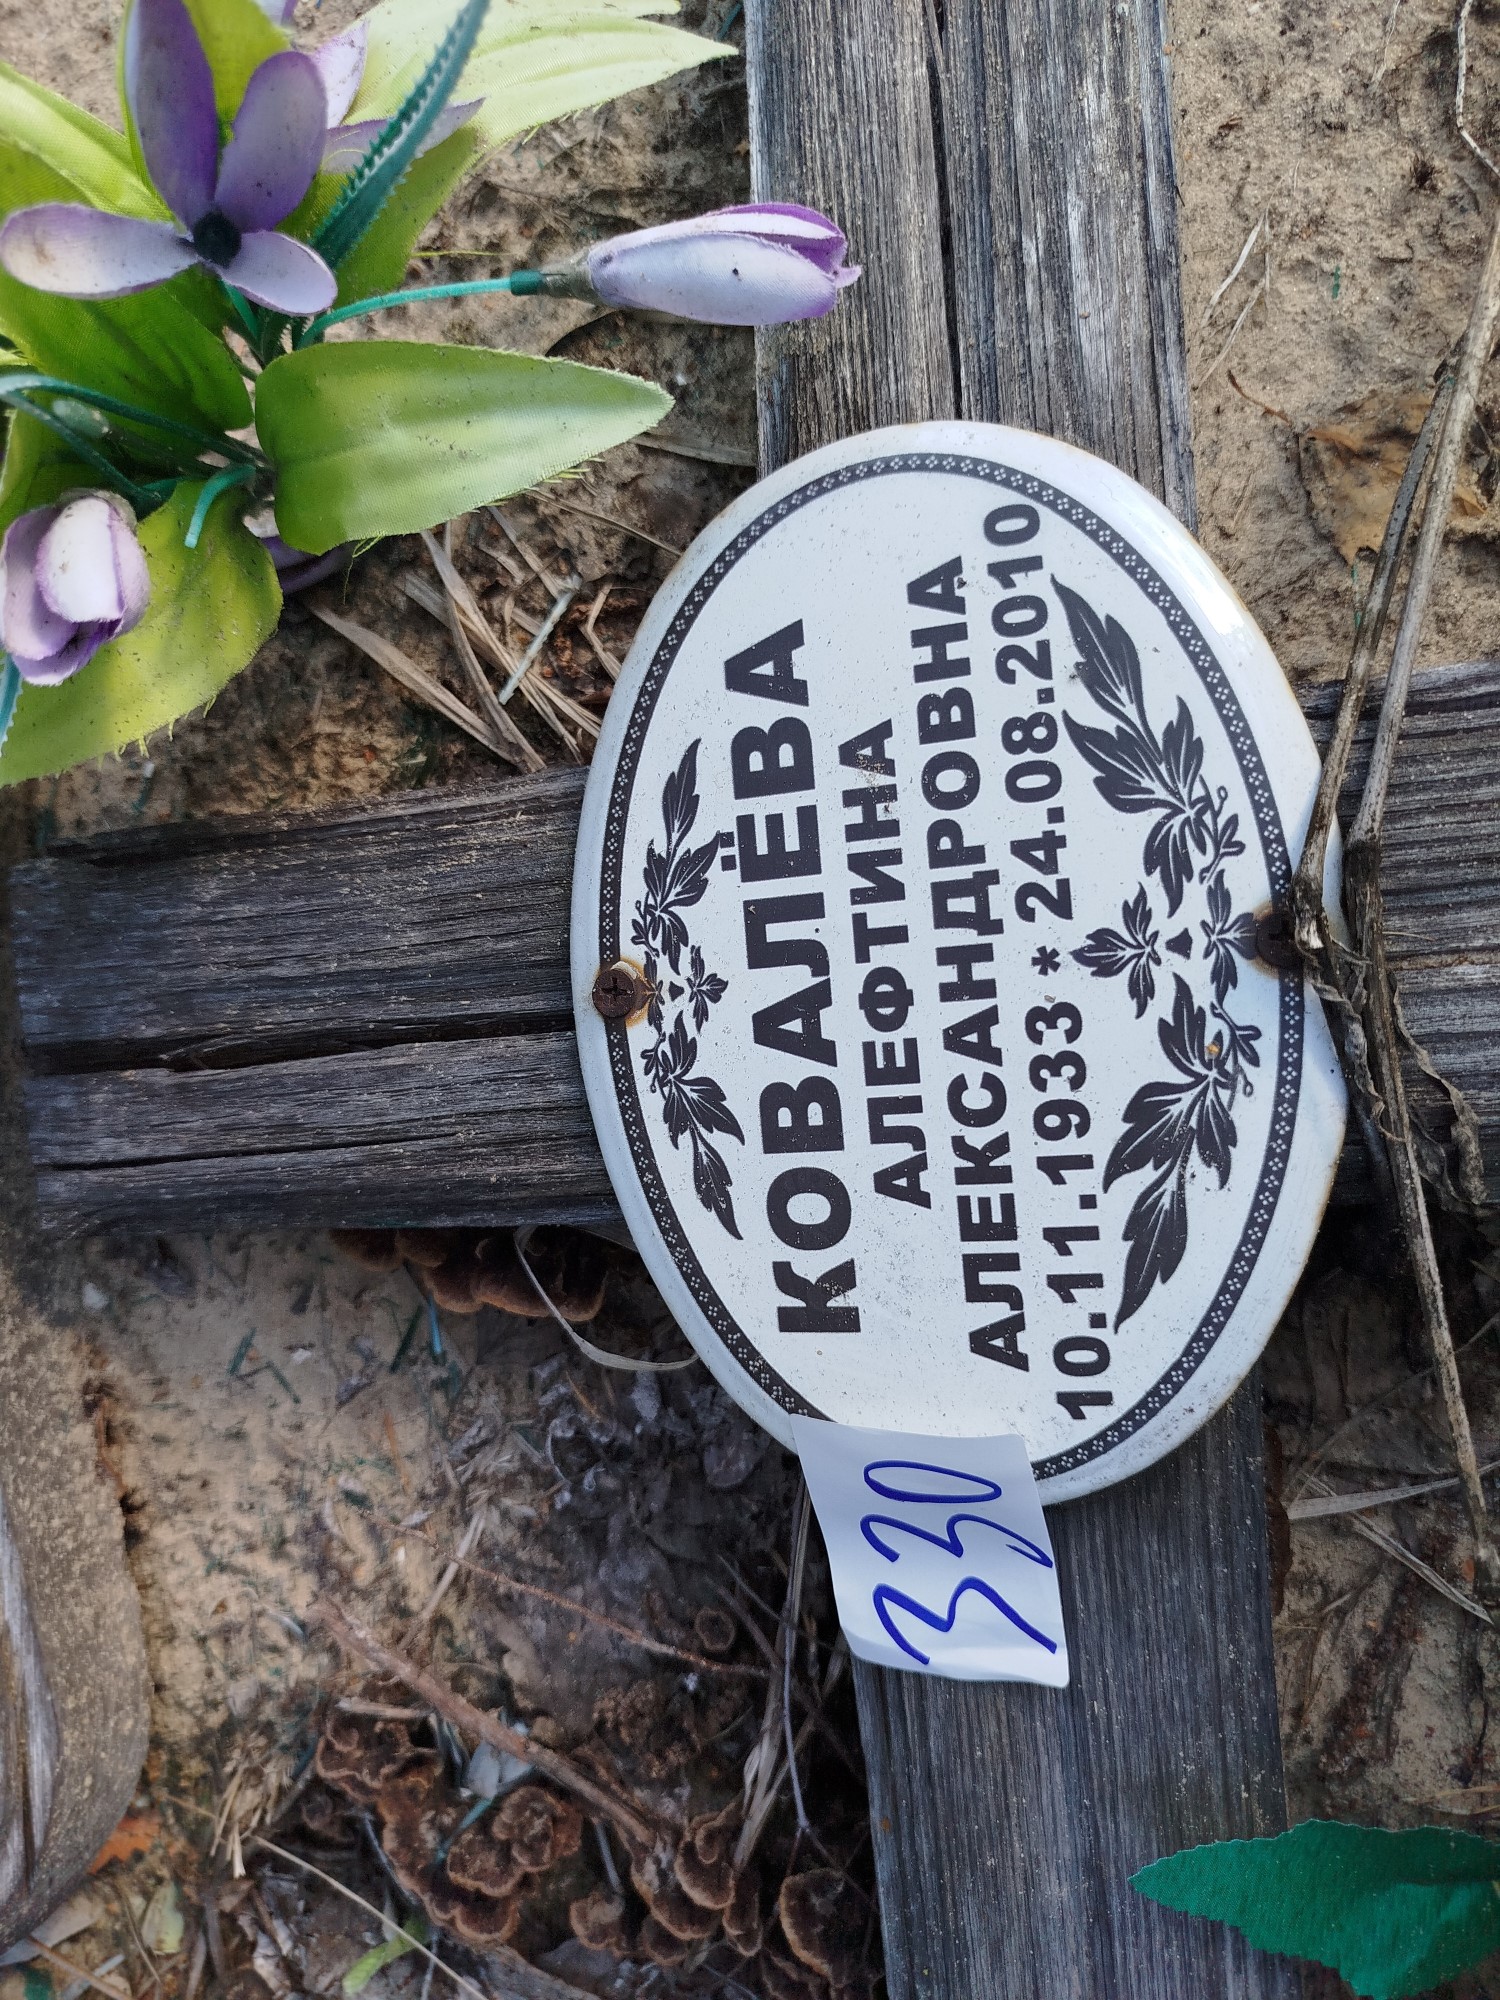 КОВАЛЁВА
АЛЕФТИНА
АЛЕКСАНДРОВНА
10.11.1933 * 24.08.2010
330